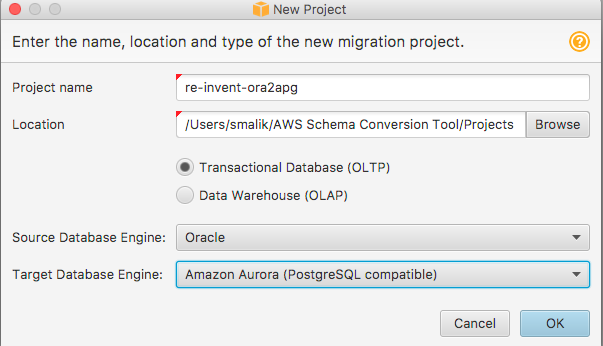 New Project
Enter the name, location and type of the new migration project.
?
Project name re-invent-ora2apg
Location /Users/smalik/AWS Schema Conversion Tool/Projects Browse
Transactional Database (OLTP)
Data Warehouse (OLAP)
Source Database Engine: Oracle
Target Database Engine: Amazon Aurora (PostgreSQL compatible)
Cancel OK